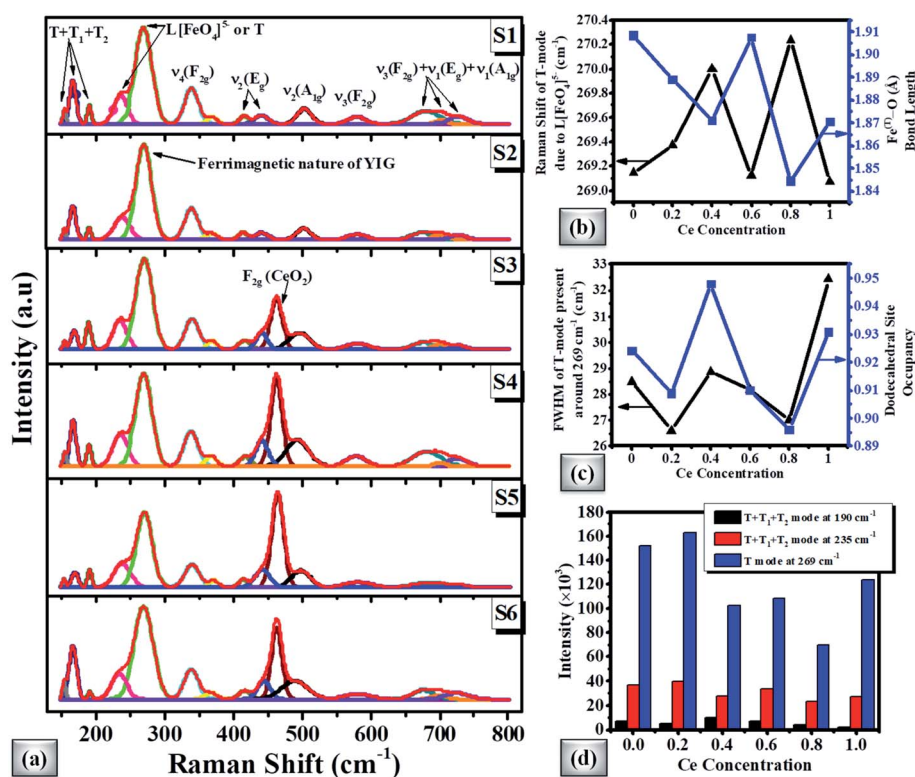 T+T₁+T₂
L[FeO₄]⁵⁻ or T
S1
ν₄(F₂g)
ν₂(E_g)
ν₂(A₁g)
ν₃(F₂g)
ν₃(F₂g)+ν₁(E_g)+ν₁(A₁g)
S2
Ferrimagnetic nature of YIG
S3
F₂g (CeO₂)
S4
S5
S6
Intensity (a.u)
200 300 400 500 600 700 800
Raman Shift (cm⁻¹)
(a)
Raman Shift of T-mode
due to L[FeO₄]⁵⁻ (cm⁻¹)
270.4
270.2
270.0
269.8
269.6
269.4
269.2
269.0
1.91
1.90
1.89
1.88
1.87
1.86
1.85
1.84
Fe⁽ᵀ⁾–O (Å)
Bond Length
0 0.2 0.4 0.6 0.8 1
Ce Concentration
(b)
FWHM of T-mode present
around 269 cm⁻¹ (cm⁻¹)
33
32
31
30
29
28
27
26
0.95
0.94
0.93
0.92
0.91
0.90
0.89
Dodecahedral Site
Occupancy
0 0.2 0.4 0.6 0.8 1
Ce Concentration
(c)
Intensity (×10⁻³)
180
160
140
120
100
80
60
40
20
0
T+T₁+T₂ mode at 190 cm⁻¹
T+T₁+T₂ mode at 235 cm⁻¹
T mode at 269 cm⁻¹
0.0 0.2 0.4 0.6 0.8 1.0
Ce Concentration
(d)